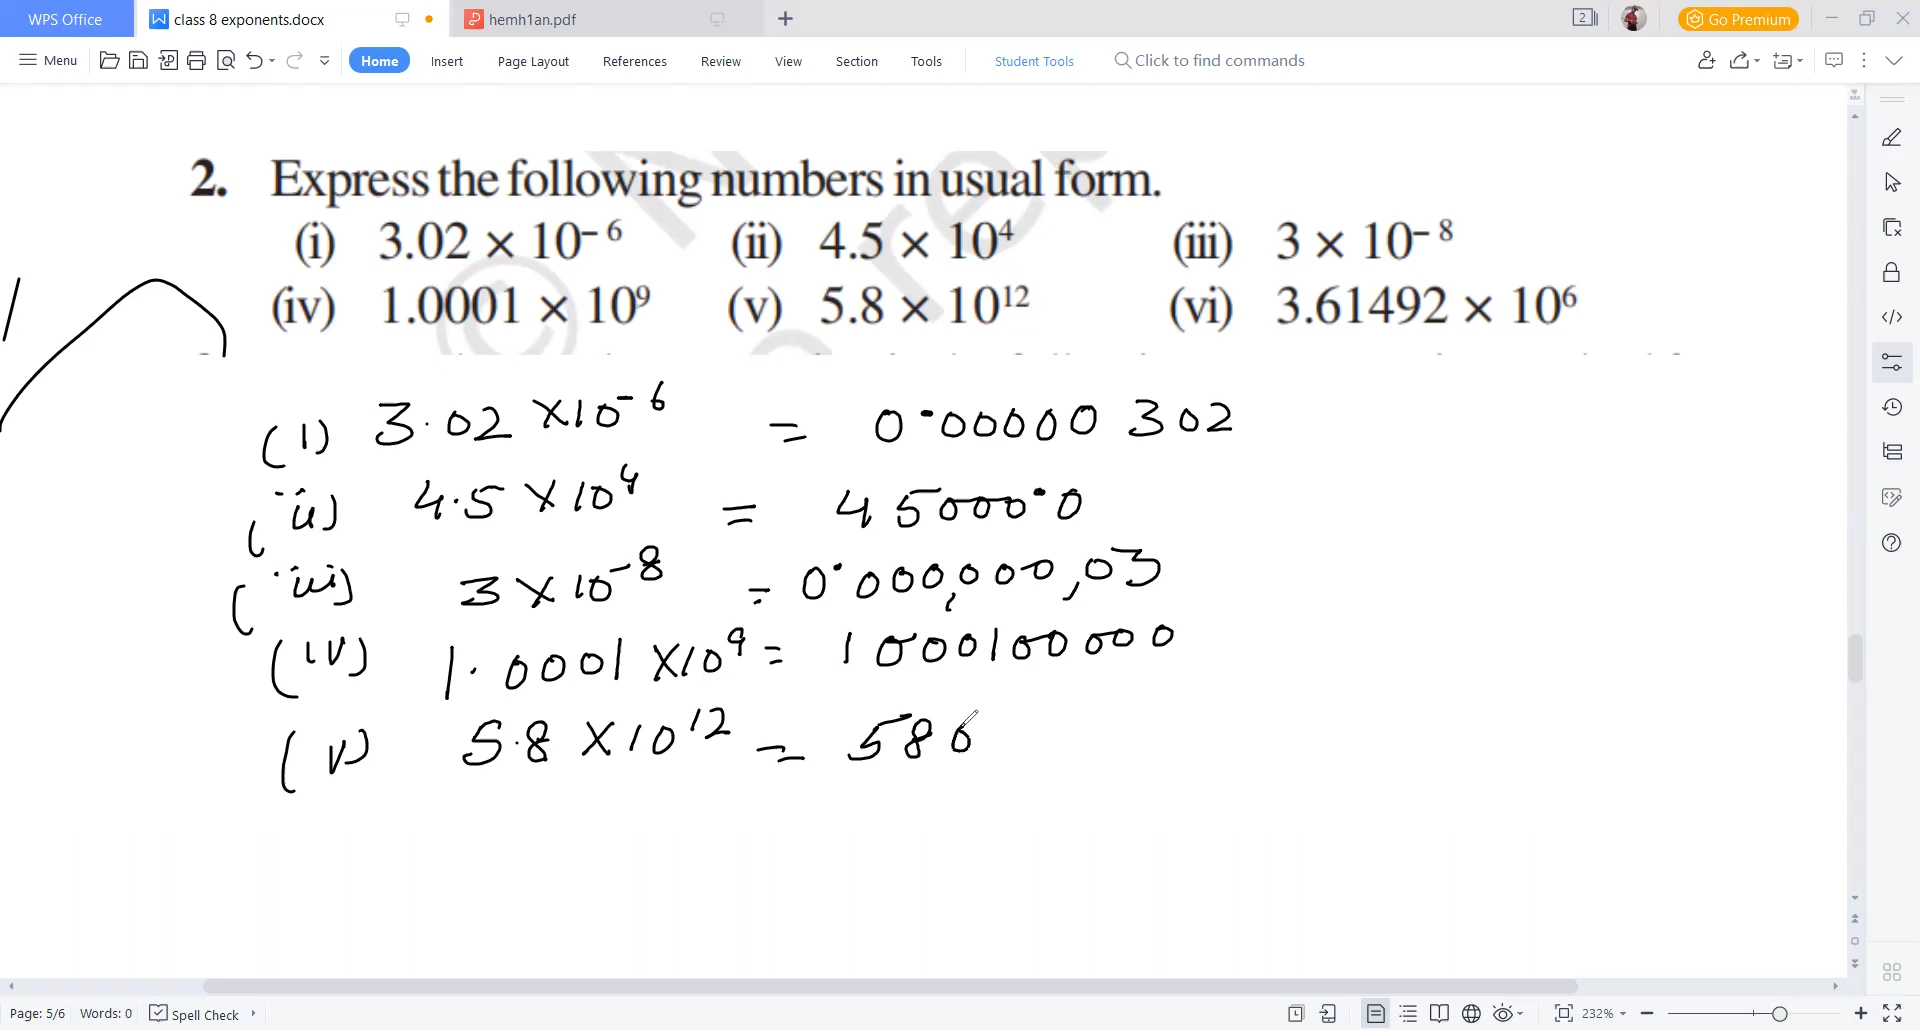 WPS Office class 8 exponents.docx hemh1an.pdf 2 Go Premium
Menu Home Insert Page Layout References Review View Section Tools Student Tools Click to find commands
2. Express the following numbers in usual form.
(i) 3.02 × 10⁻⁶ (ii) 4.5 × 10⁴ (iii) 3 × 10⁻⁸
(iv) 1.0001 × 10⁹ (v) 5.8 × 10¹² (vi) 3.61492 × 10⁶
(i) 3.02 × 10⁻⁶ = 0.00000302
(ii) 4.5 × 10⁴ = 45000.0
(iii) 3 × 10⁻⁸ = 0.000,000,03
(iv) 1.0001 × 10⁹ = 1000100000
(v) 5.8 × 10¹² = 580
Page: 5/6 Words: 0 Spell Check 232%